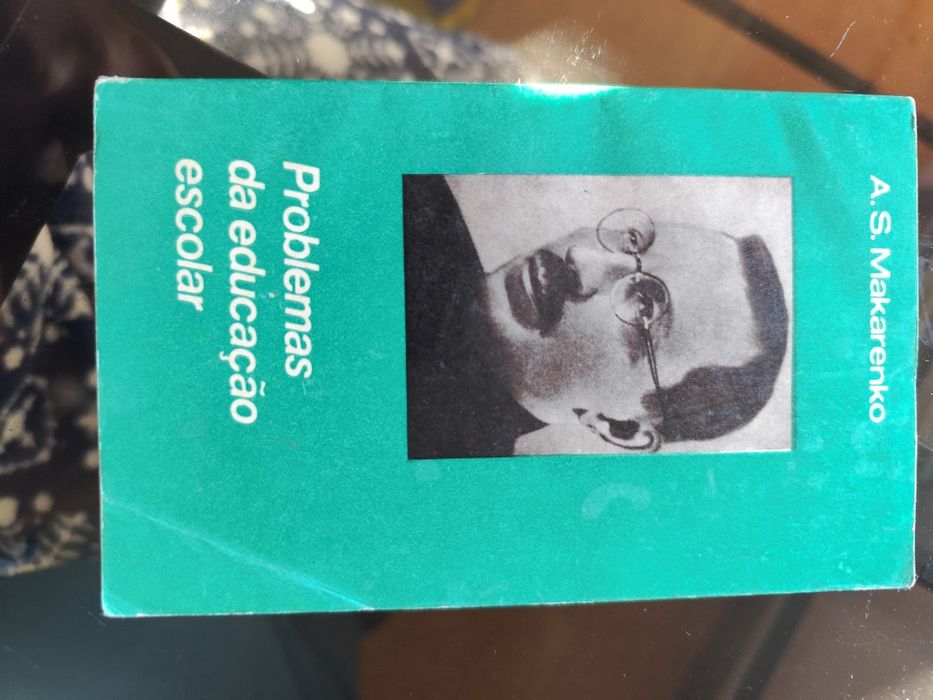 A. S. Makarenko
Problemas
da educação
escolar